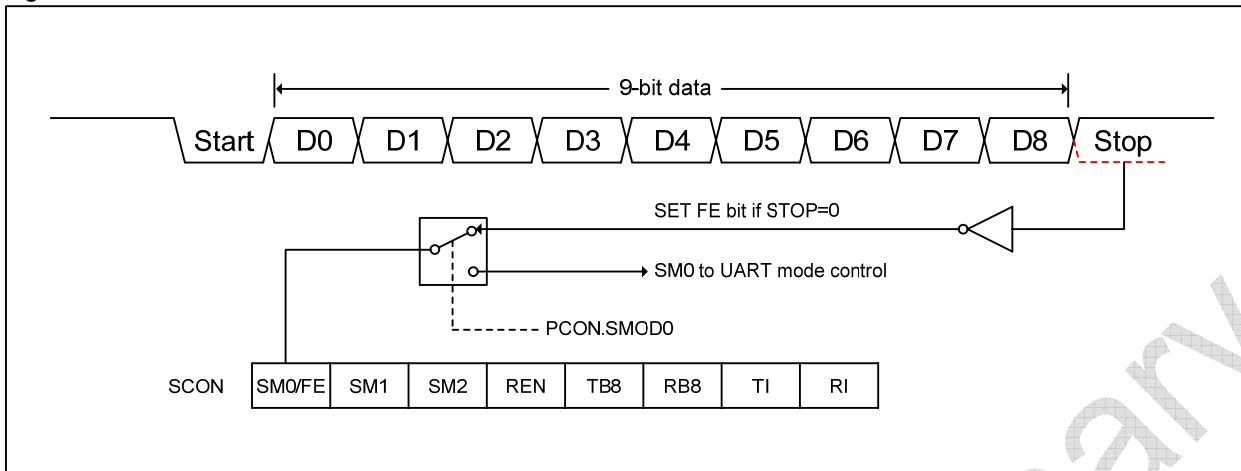 9-bit data
Start D0 D1 D2 D3 D4 D5 D6 D7 D8 Stop
SET FE bit if STOP=0
SM0 to UART mode control
PCON.SMOD0
SCON SM0/FE SM1 SM2 REN TB8 RB8 TI RI